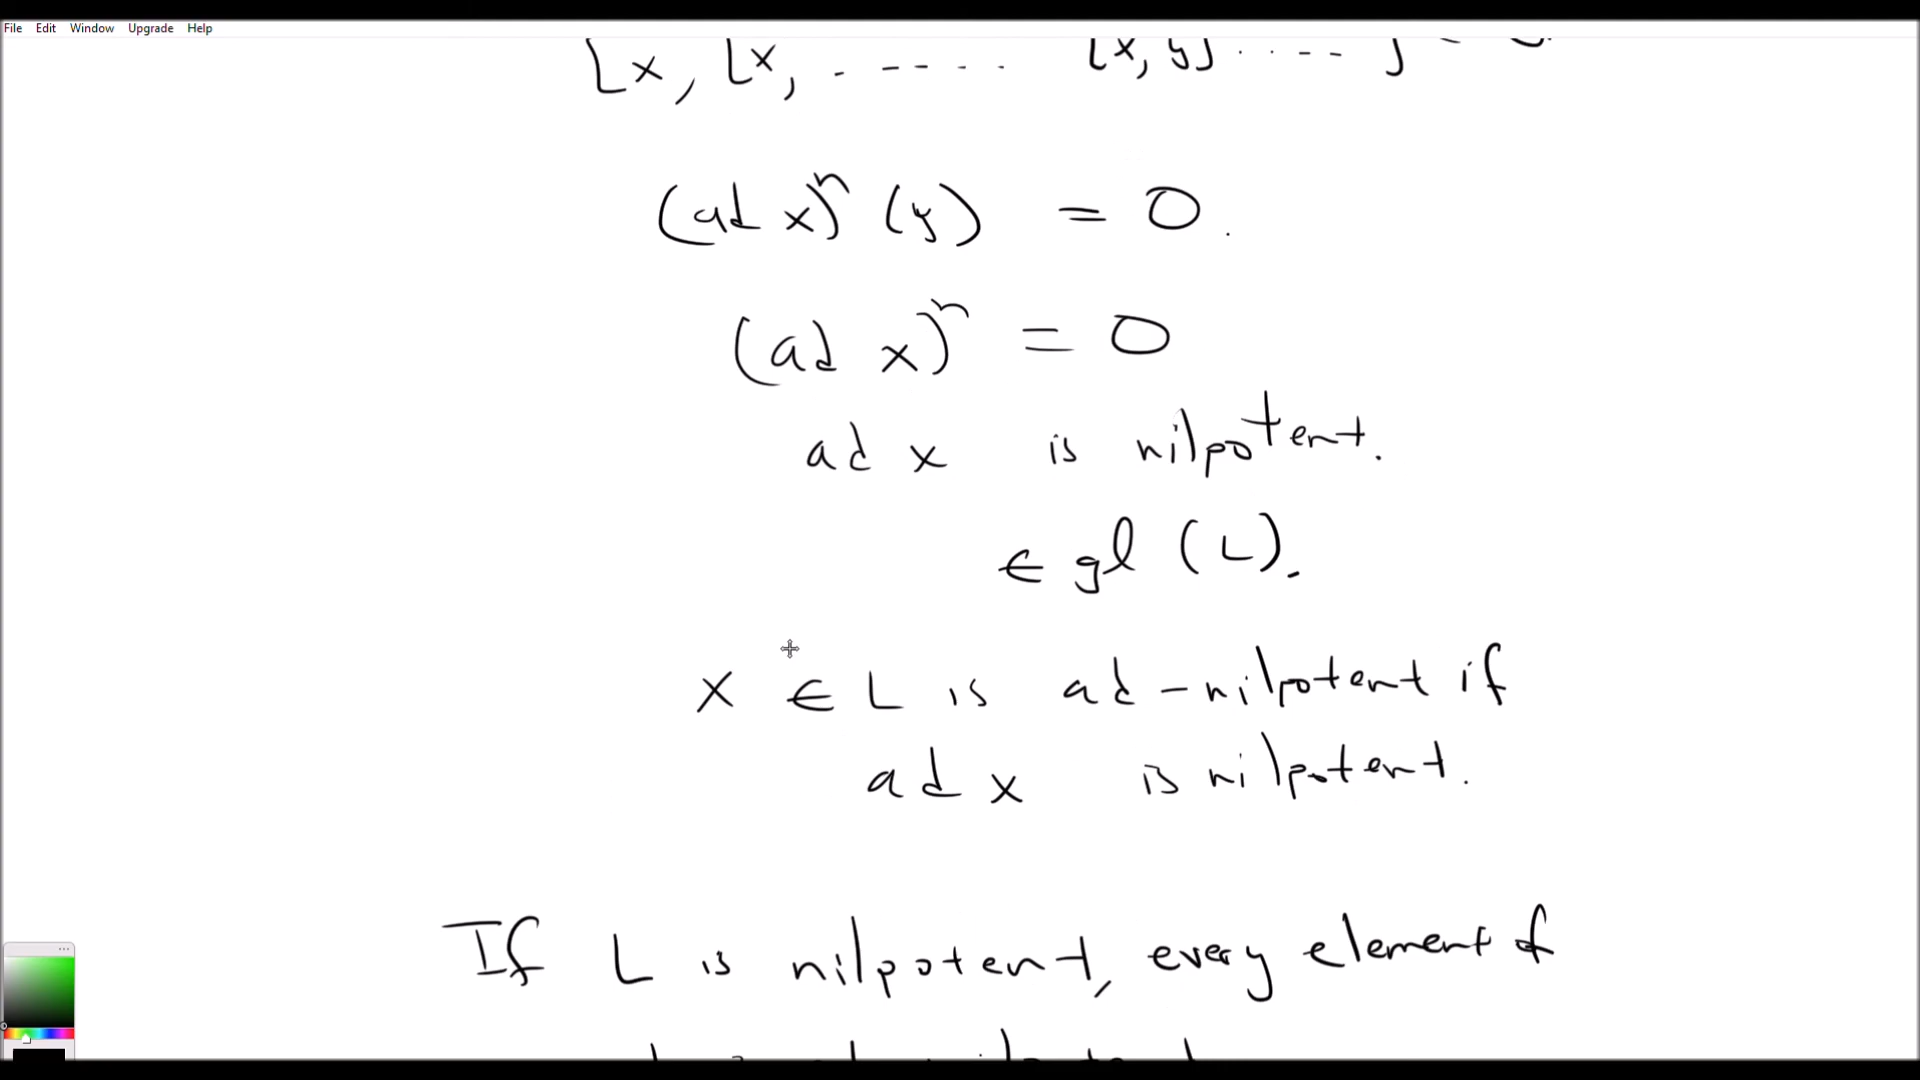 File Edit Window Upgrade Help
[x, [x, . - - - . . [x, y] . . . - - ] =
(ad x)^n (y) = 0.
(ad x)^n = 0
ad x is nilpotent.
∈ gl (L).
x ∈ L is ad-nilpotent if
ad x is nilpotent.
If L is nilpotent, every element of